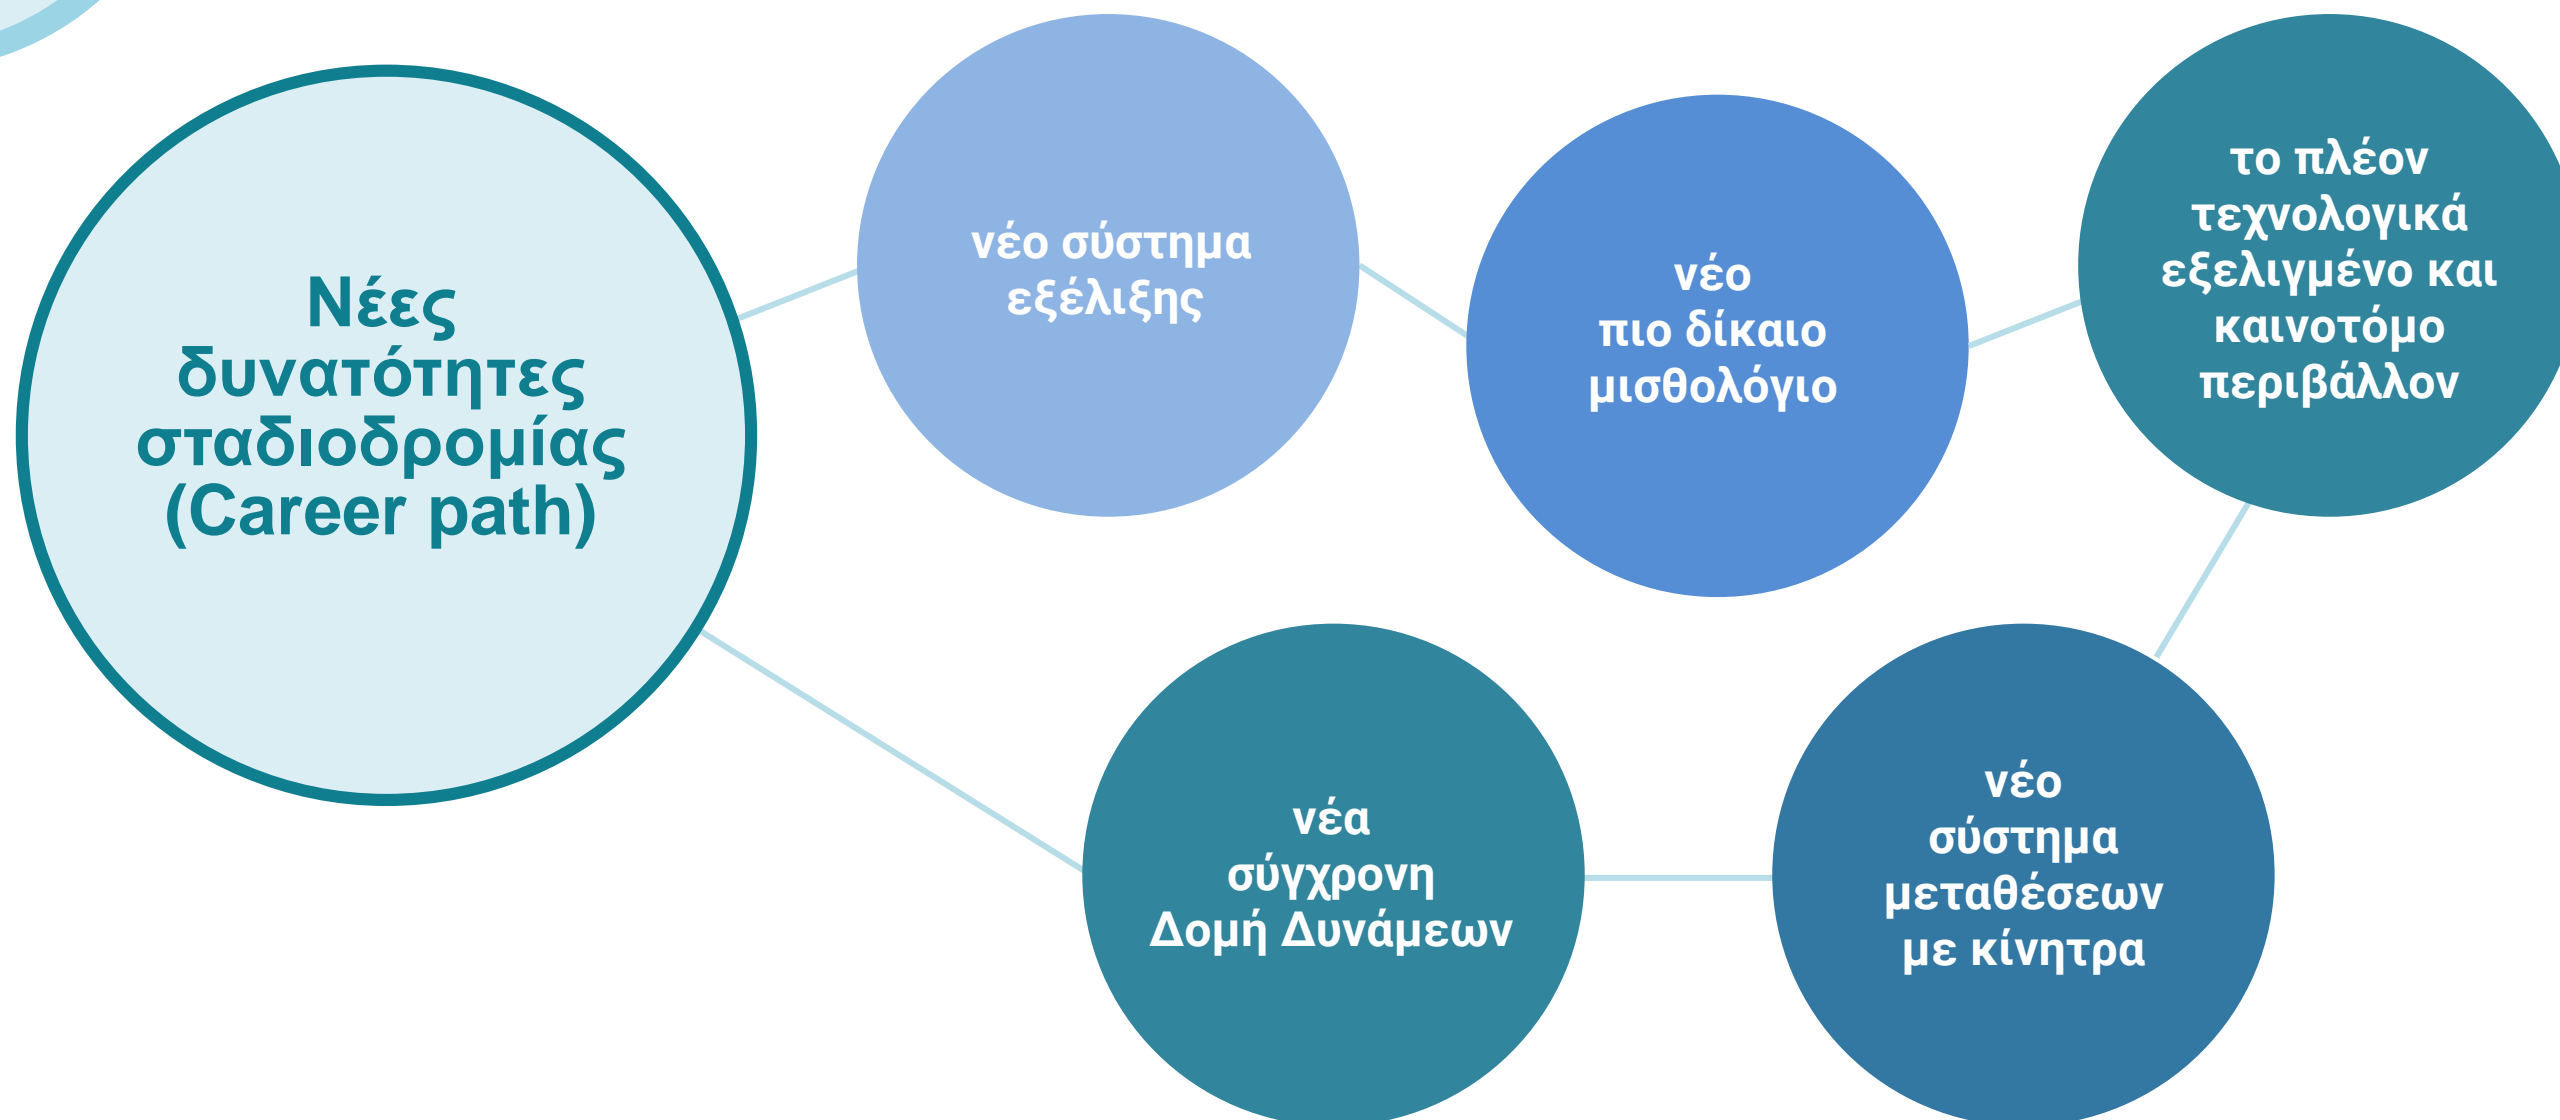 Νέες
δυνατότητες
σταδιοδρομίας
(Career path)
νέο σύστημα
εξέλιξης
νέο
πιο δίκαιο
μισθολόγιο
το πλέον
τεχνολογικά
εξελιγμένο και
καινοτόμο
περιβάλλον
νέα
σύγχρονη
Δομή Δυνάμεων
νέο
σύστημα
μεταθέσεων
με κίνητρα